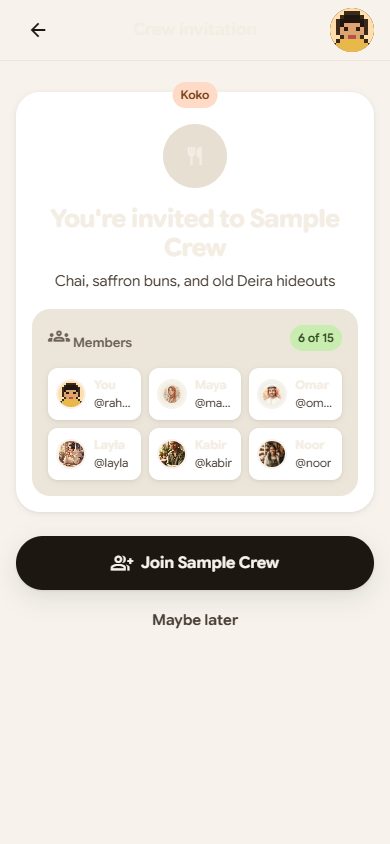 Crew invitation
Koko
You're invited to Sample
Crew
Chai, saffron buns, and old Deira hideouts
Members
6 of 15
You
@rah...
Maya
@ma...
Omar
@om...
Layla
@layla
Kabir
@kabir
Noor
@noor
Join Sample Crew
Maybe later